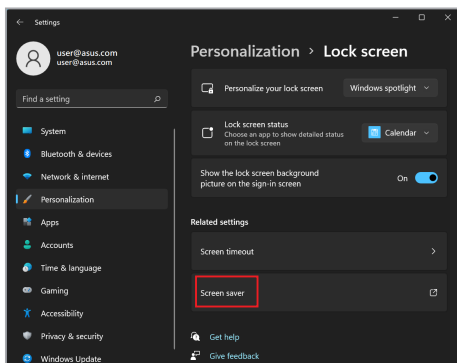 Settings
user@asus.com
user@asus.com
Find a setting
System
Bluetooth & devices
Network & internet
Personalization
Apps
Accounts
Time & language
Gaming
Accessibility
Privacy & security
Windows Update
Personalization > Lock screen
Personalize your lock screen
Windows spotlight
Lock screen status
Choose an app to show detailed status
on the lock screen
Calendar
Show the lock screen background
picture on the sign-in screen
On
Related settings
Screen timeout
Screen saver
Get help
Give feedback